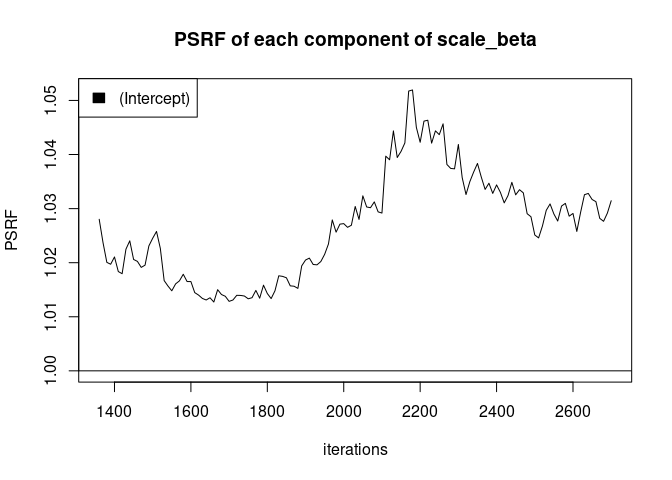 PSRF of each component of scale_beta
(Intercept)
PSRF
1.05
1.04
1.03
1.02
1.01
1.00
1400 1600 1800 2000 2200 2400 2600
iterations